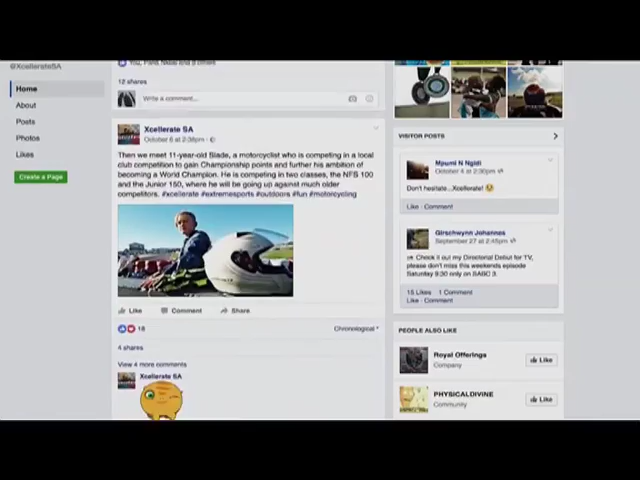 @XcellerateSA
Home
About
Posts
Photos
Likes
Create a Page
12 shares
Write a comment...
Xcellerate SA
October 6 at 2:38pm
Then we meet 11-year-old Slade, a motorcyclist who is competing in a local
club competition to gain Championship points and further his ambition of
becoming a World Champion. He is competing in two classes, the NFS 100
and the Junior 150, where he will be going up against much older
competitors. #xcellerate #extremesports #outdoors #fun #motorcycling
Like Comment Share
18 Chronological
4 shares
View 4 more comments
Xcellerate SA
VISITOR POSTS
Mpumi N Ngidi
October 4 at 2:30pm
Don't hesitate...Xcellerate!
Like · Comment
Girschwynn Johannes
September 27 at 2:45pm
Check it out my Directorial Debut for TV,
please don't miss this weekends episode
Saturday 9:30 only on SABC 3.
15 Likes 1 Comment
Like · Comment
PEOPLE ALSO LIKE
Royal Offerings
Company
Like
PHYSICALDIVINE
Community
Like